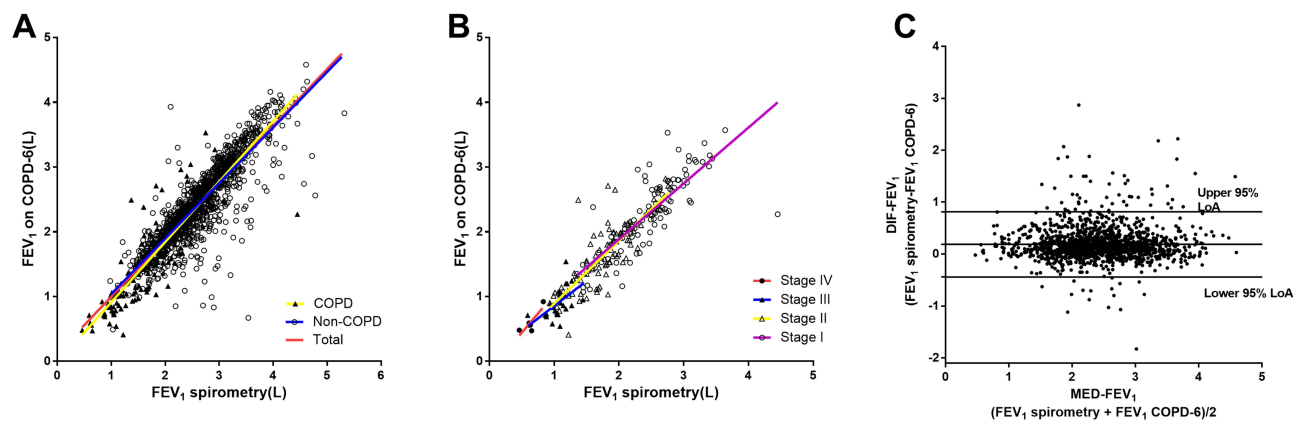 A
FEV1 on COPD-6(L)
5
4
3
2
1
0
0
1
2
3
4
5
6
FEV1 spirometry(L)
COPD
Non-COPD
Total
B
FEV1 on COPD-6(L)
5
4
3
2
1
0
0
1
2
3
4
5
FEV1 spirometry(L)
Stage IV
Stage III
Stage II
Stage I
C
DIF-FEV1
(FEV1 spirometry-FEV1 COPD-6)
4
3
2
1
0
-1
-2
Upper 95%
LoA
Lower 95% LoA
0
1
2
3
4
5
MED-FEV1
(FEV1 spirometry + FEV1 COPD-6)/2